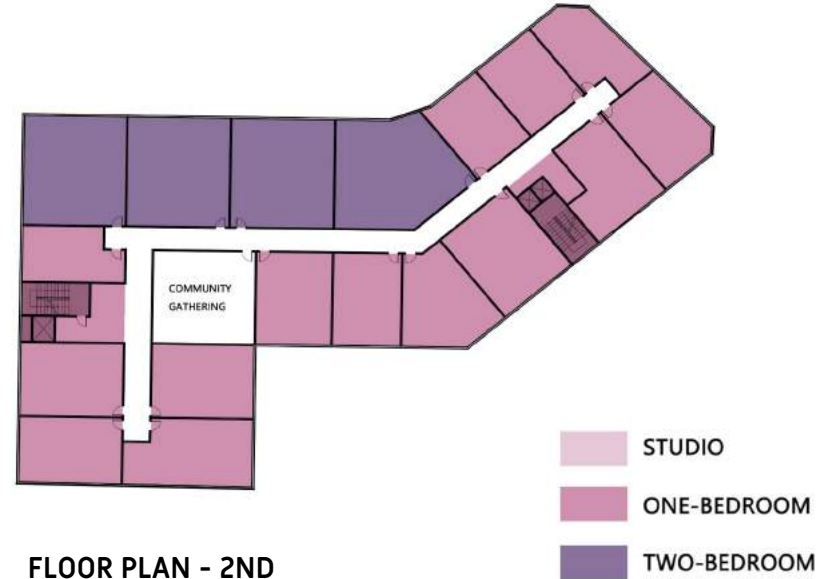 COMMUNITY
GATHERING
STUDIO
ONE-BEDROOM
TWO-BEDROOM
FLOOR PLAN - 2ND